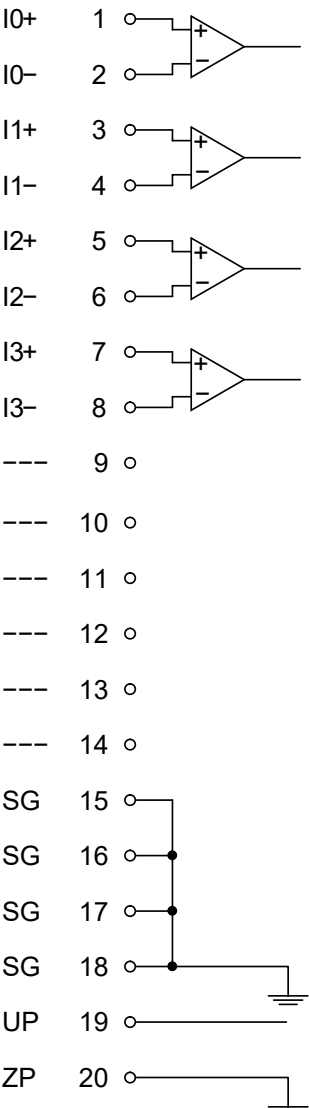 I0+ 1 +
I0− 2 −
I1+ 3 +
I1− 4 −
I2+ 5 +
I2− 6 −
I3+ 7 +
I3− 8 −
--- 9
--- 10
--- 11
--- 12
--- 13
--- 14
SG 15
SG 16
SG 17
SG 18
UP 19
ZP 20